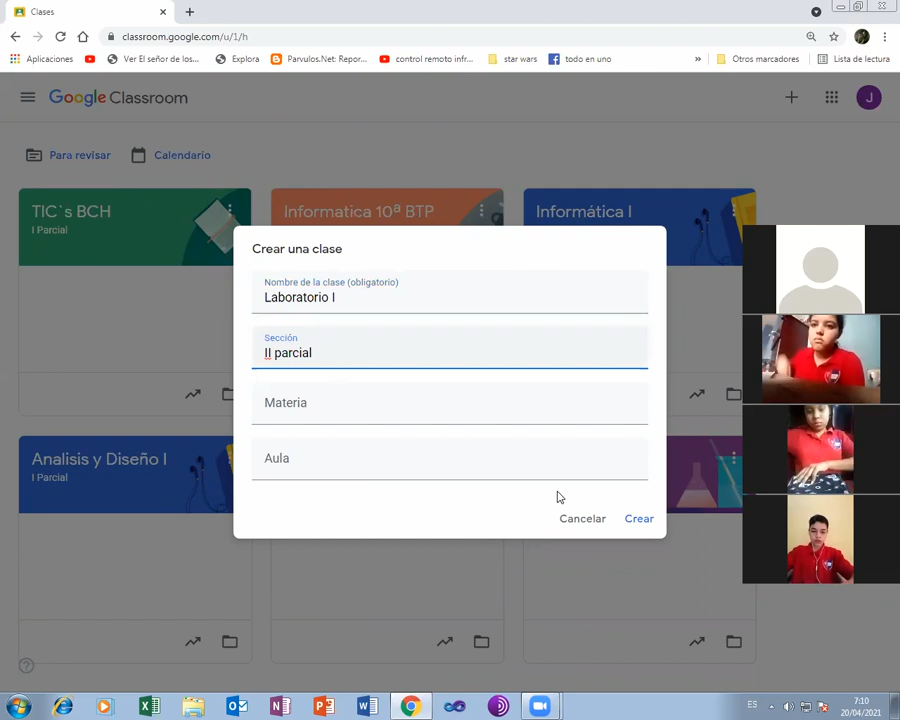 Clases
classroom.google.com/u/1/h
Aplicaciones
Ver El señor de los...
Explora
Parvulos.Net: Repor...
control remoto infr...
star wars
todo en uno
»
Otros marcadores
Lista de lectura
Google Classroom
J
Para revisar
Calendario
TIC`s BCH
I Parcial
Informatica 10ª BTP
Informática I
Crear una clase
Nombre de la clase (obligatorio)
Laboratorio I
Sección
II parcial
Materia
Aula
Cancelar
Crear
Analisis y Diseño I
I Parcial
ES
7:10
20/04/2021